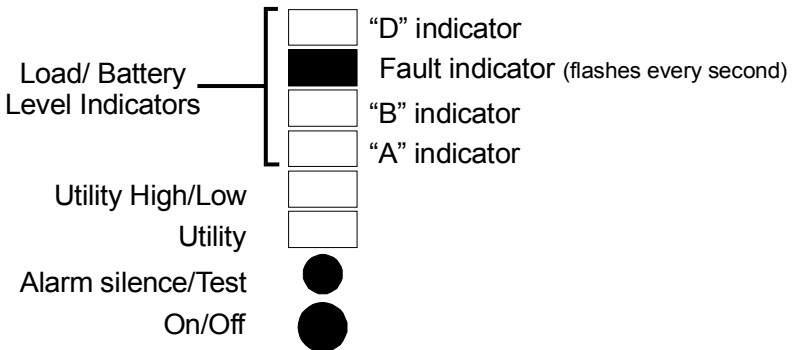 “D” indicator
Fault indicator (flashes every second)
Load/ Battery
Level Indicators
“B” indicator
“A” indicator
Utility High/Low
Utility
Alarm silence/Test
On/Off